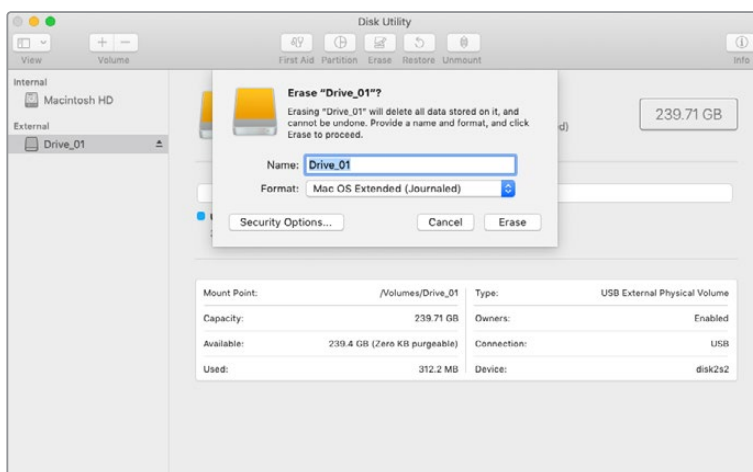 Disk Utility
View
Volume
First Aid
Partition
Erase
Restore
Unmount
Info
Internal
Macintosh HD
External
Drive_01
Erase “Drive_01”?
Erasing “Drive_01” will delete all data stored on it, and
cannot be undone. Provide a name and format, and click
Erase to proceed.
Name: Drive_01
Format: Mac OS Extended (Journaled)
Security Options...
Cancel
Erase
239.71 GB
Mount Point: /Volumes/Drive_01
Type: USB External Physical Volume
Capacity: 239.71 GB
Owners: Enabled
Available: 239.4 GB (Zero KB purgeable)
Connection: USB
Used: 312.2 MB
Device: disk2s2